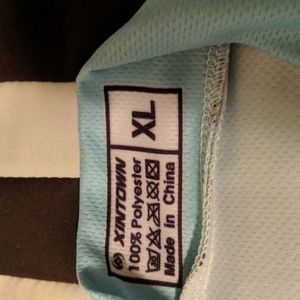 XINTOWN
100% Polyester
Made in China
XL